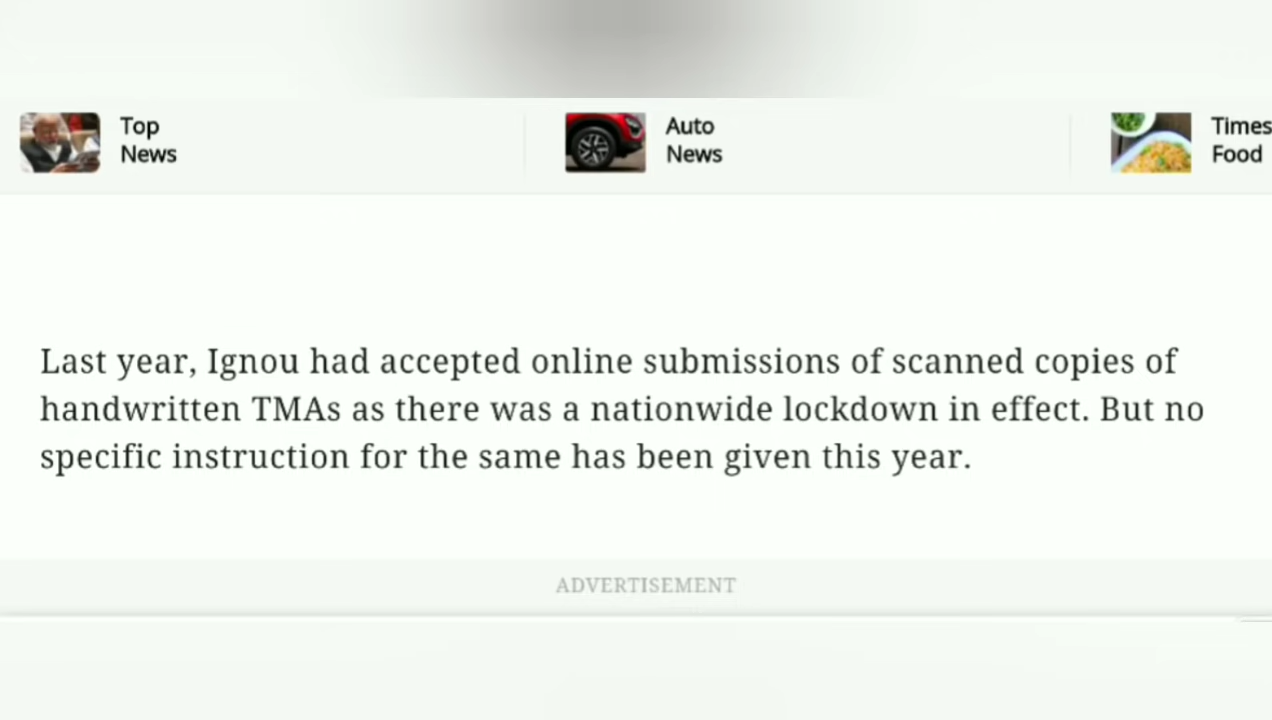 Top
News
Auto
News
Times
Food
Last year, Ignou had accepted online submissions of scanned copies of
handwritten TMAs as there was a nationwide lockdown in effect. But no
specific instruction for the same has been given this year.
ADVERTISEMENT